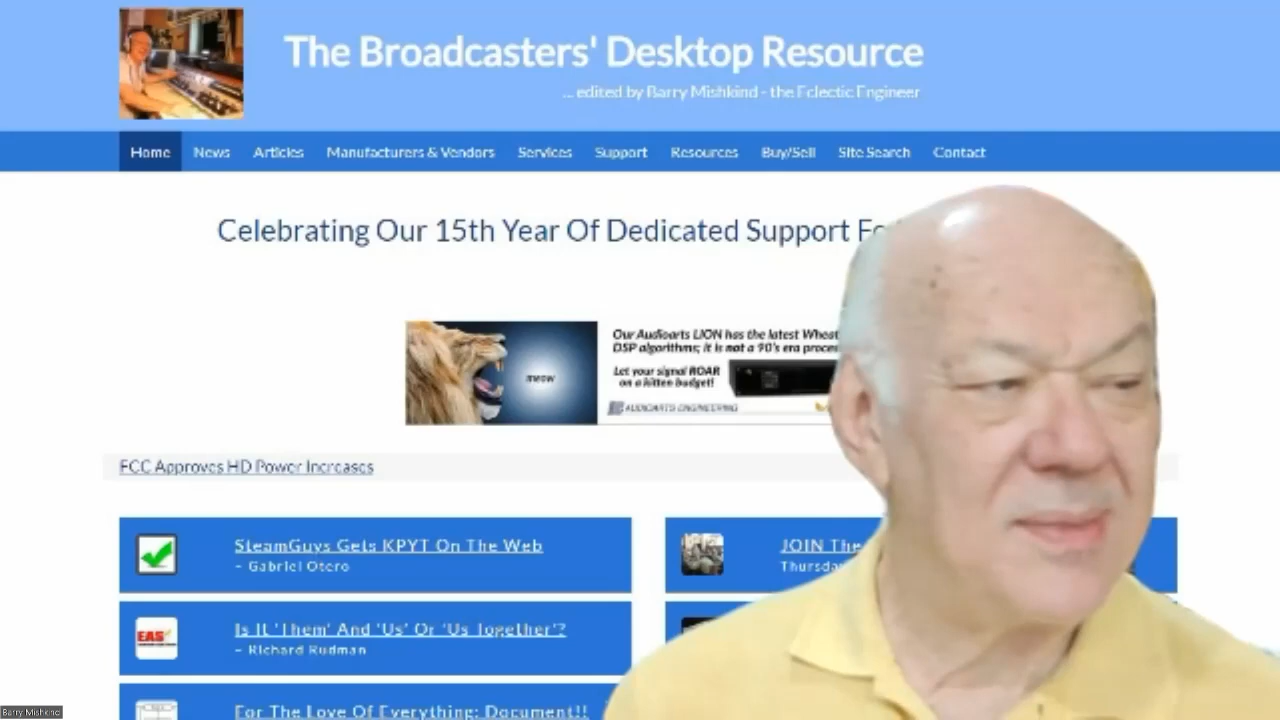 The Broadcasters' Desktop Resource
... edited by Barry Mishkind - the Eclectic Engineer
Home News Articles Manufacturers & Vendors Services Support Resources Buy/Sell Site Search Contact
Celebrating Our 15th Year Of Dedicated Support
Our Audioarts LION has the latest
DSP algorithms; it is not a 90's era
meow
Let your signal ROAR
on a kitten budget!
AUDIOARTS ENGINEERING
FCC Approves HD Power Increases
SteamGuys Gets KPYT On The Web
– Gabriel Otero
JOIN The
EAS
Is It 'Them' And 'Us' Or 'Us Together'?
– Richard Rudman
For The Love Of Everything: Document!!
Barry Mishkind